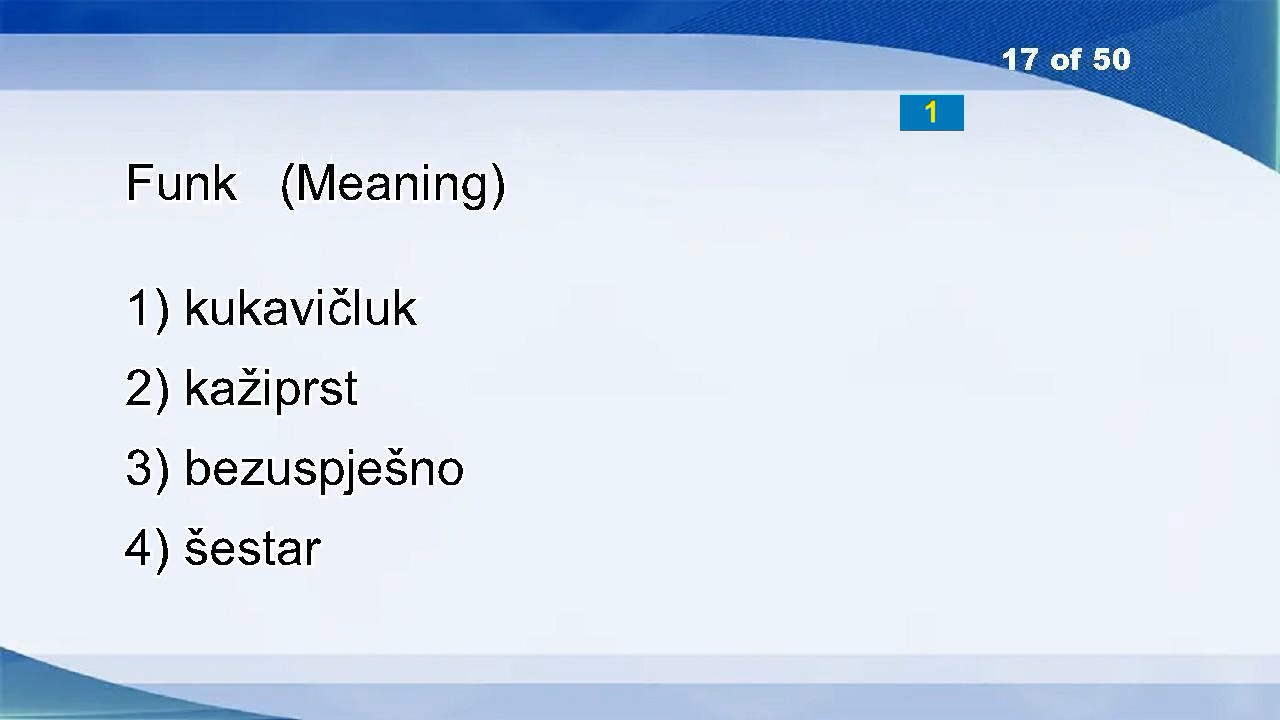 17 of 50
1
Funk (Meaning)
1) kukavičluk
2) kažiprst
3) bezuspješno
4) šestar